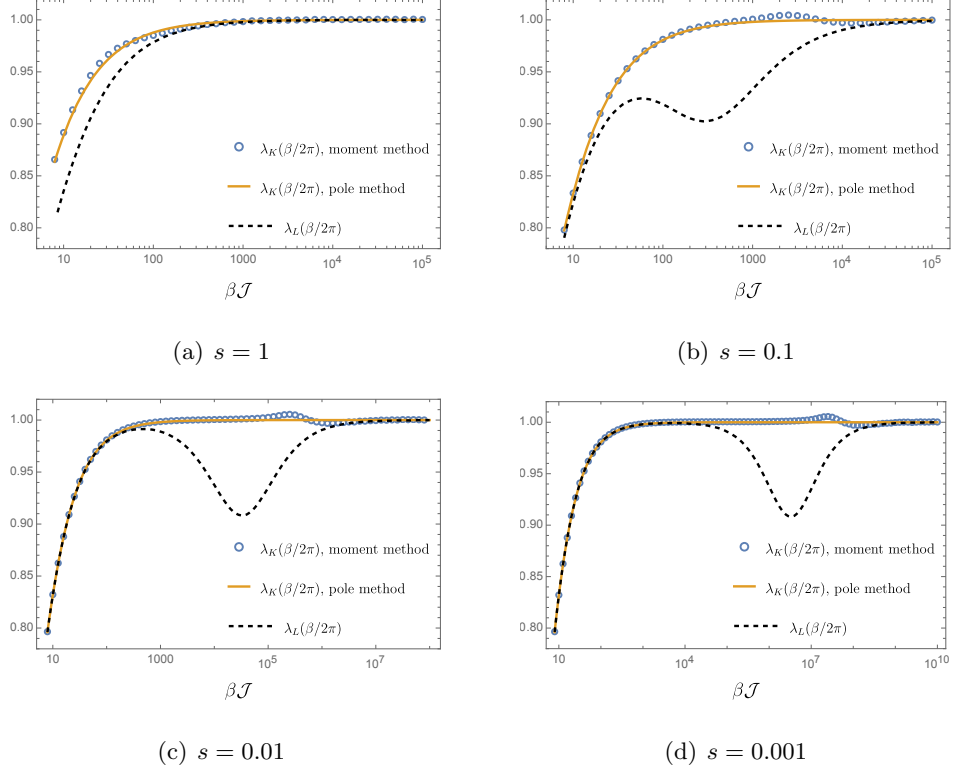 1.00
0.95
0.90
0.85
0.80
λ_K(β/2π), moment method
λ_K(β/2π), pole method
λ_L(β/2π)
10 100 1000 10^4 10^5
β𝒥
(a) s = 1
1.00
0.95
0.90
0.85
0.80
λ_K(β/2π), moment method
λ_K(β/2π), pole method
λ_L(β/2π)
10 100 1000 10^4 10^5
β𝒥
(b) s = 0.1
1.00
0.95
0.90
0.85
0.80
λ_K(β/2π), moment method
λ_K(β/2π), pole method
λ_L(β/2π)
10 1000 10^5 10^7
β𝒥
(c) s = 0.01
1.00
0.95
0.90
0.85
0.80
λ_K(β/2π), moment method
λ_K(β/2π), pole method
λ_L(β/2π)
10 10^4 10^7 10^10
β𝒥
(d) s = 0.001